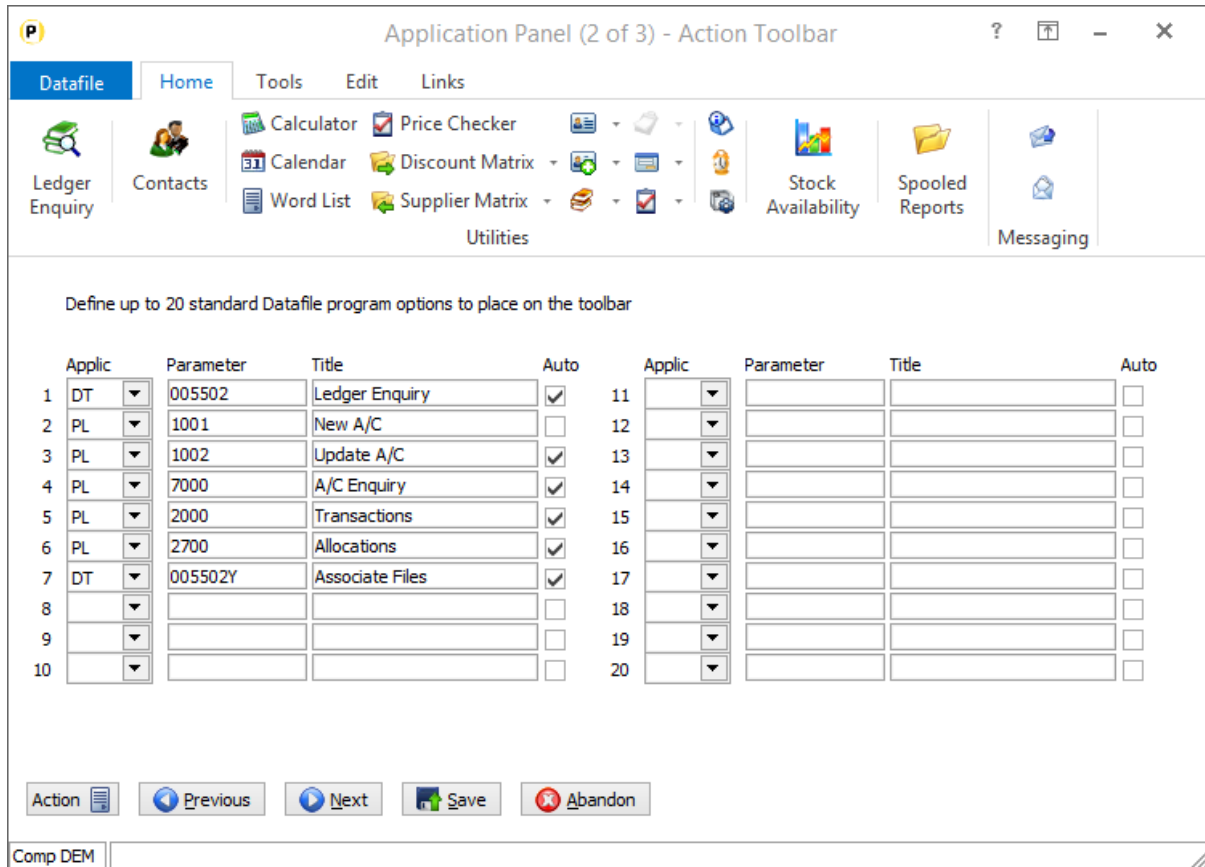 P Application Panel (2 of 3) - Action Toolbar ?
Datafile Home Tools Edit Links
Ledger Enquiry
Contacts
Calculator Price Checker
31 Calendar Discount Matrix
Word List Supplier Matrix
Utilities
Stock Availability
Spooled Reports
Messaging
Define up to 20 standard Datafile program options to place on the toolbar
Applic Parameter Title Auto Applic Parameter Title Auto
1 DT 005502 Ledger Enquiry 11
2 PL 1001 New A/C 12
3 PL 1002 Update A/C 13
4 PL 7000 A/C Enquiry 14
5 PL 2000 Transactions 15
6 PL 2700 Allocations 16
7 DT 005502Y Associate Files 17
8 18
9 19
10 20
Action Previous Next Save Abandon
Comp DEM